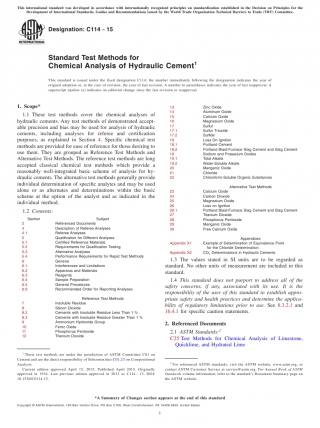 This international standard was developed in accordance with internationally recognized principles on standardization established in the Decision on Principles for the
Development of International Standards, Guides and Recommendations issued by the World Trade Organization Technical Barriers to Trade (TBT) Committee.
Designation: C114 − 15
INTERNATIONAL
Standard Test Methods for
Chemical Analysis of Hydraulic Cement¹
This standard is issued under the fixed designation C114; the number immediately following the designation indicates the year of
original adoption or, in the case of revision, the year of last revision. A number in parentheses indicates the year of last reapproval. A
superscript epsilon (ε) indicates an editorial change since the last revision or reapproval.
1. Scope*
1.1 These test methods cover the chemical analyses of
hydraulic cements. Any test methods of demonstrated accept-
able precision and bias may be used for analysis of hydraulic
cements, including analyses for referee and certification
purposes, as explained in Section 4. Specific chemical test
methods are provided for ease of reference for those desiring to
use them. They are grouped as Reference Test Methods and
Alternative Test Methods. The reference test methods are long
accepted classical chemical test methods which provide a
reasonably well-integrated basic scheme of analysis for hy-
draulic cements. The alternative test methods generally provide
individual determination of specific analytes and may be used
alone or as alternates and determinations within the basic
scheme at the option of the analyst and as indicated in the
individual method.
1.2 Contents:
Section Subject
2 Referenced Documents
4 Description of Referee Analyses
4.1 Referee Analyses
5 Qualification for Different Analyses
5.1 Certified Reference Materials
5.2 Requirements for Qualification Testing
5.3 Alternative Analyses
5.4 Performance Requirements for Rapid Test Methods
6 General
6.1 Interferences and Limitations
6.2 Apparatus and Materials
6.3 Reagents
6.4 Sample Preparation
6.5 General Procedures
6.6 Recommended Order for Reporting Analyses
Reference Test Methods
7 Insoluble Residue
8 Silicon Dioxide
8.2 Cements with Insoluble Residue Less Than 1 %
8.3 Cements with Insoluble Residue Greater Than 1 %
9 Ammonium Hydroxide Group
10 Ferric Oxide
11 Phosphorus Pentoxide
12 Titanium Dioxide
13 Zinc Oxide
14 Aluminum Oxide
15 Calcium Oxide
16 Magnesium Oxide
17 Sulfur
17.1 Sulfur Trioxide
17.2 Sulfide
18 Loss On Ignition
18.1 Portland Cement
18.2 Portland Blast-Furnace Slag Cement and Slag Cement
19 Sodium and Potassium Oxides
19.1 Total Alkalis
19.2 Water-Soluble Alkalis
20 Manganic Oxide
21 Chloride
22 Chloroform-Soluble Organic Substances
Alternative Test Methods
23 Calcium Oxide
24 Carbon Dioxide
25 Magnesium Oxide
26 Loss on Ignition
26.1 Portland Blast-Furnace Slag Cement and Slag Cement
27 Titanium Dioxide
28 Phosphorus Pentoxide
29 Manganic Oxide
30 Free Calcium Oxide
Appendixes
Appendix X1 Example of Determination of Equivalence Point
for the Chloride Determination
Appendix X2 CO₂ Determinations in Hydraulic Cements
1.3 The values stated in SI units are to be regarded as
standard. No other units of measurement are included in this
standard.
1.4 This standard does not purport to address all of the
safety concerns, if any, associated with its use. It is the
responsibility of the user of this standard to establish appro-
priate safety and health practices and determine the applica-
bility of regulatory limitations prior to use. See 8.3.2.1 and
16.4.1 for specific caution statements.
2. Referenced Documents
2.1 ASTM Standards:²
C25 Test Methods for Chemical Analysis of Limestone,
Quicklime, and Hydrated Lime
¹ These test methods are under the jurisdiction of ASTM Committee C01 on
Cement and are the direct responsibility of Subcommittee C01.23 on Compositional
Analysis.
Current edition approved April 15, 2015. Published April 2015. Originally
approved in 1934. Last previous edition approved in 2013 as C114 – 13. DOI:
10.1520/C0114-15.
² For referenced ASTM standards, visit the ASTM website, www.astm.org, or
contact ASTM Customer Service at service@astm.org. For Annual Book of ASTM
Standards volume information, refer to the standard's Document Summary page on
the ASTM website.
*A Summary of Changes section appears at the end of this standard
Copyright © ASTM International, 100 Barr Harbor Drive, PO Box C700, West Conshohocken, PA 19428-2959. United States
1